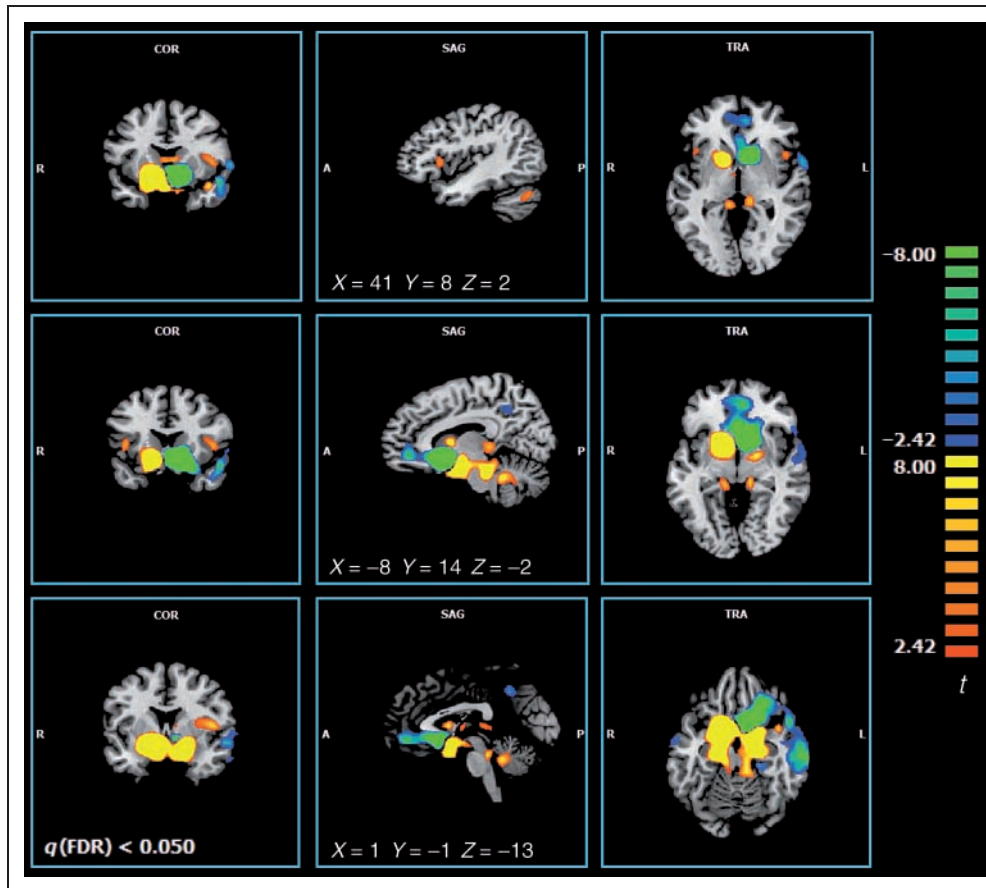 COR
SAG
TRA
R
A
P
R
L
X = 41 Y = 8 Z = 2
COR
SAG
TRA
R
A
P
R
L
X = −8 Y = 14 Z = −2
COR
SAG
TRA
R
A
P
R
L
q(FDR) < 0.050
X = 1 Y = −1 Z = −13
−8.00
−2.42
8.00
2.42
t